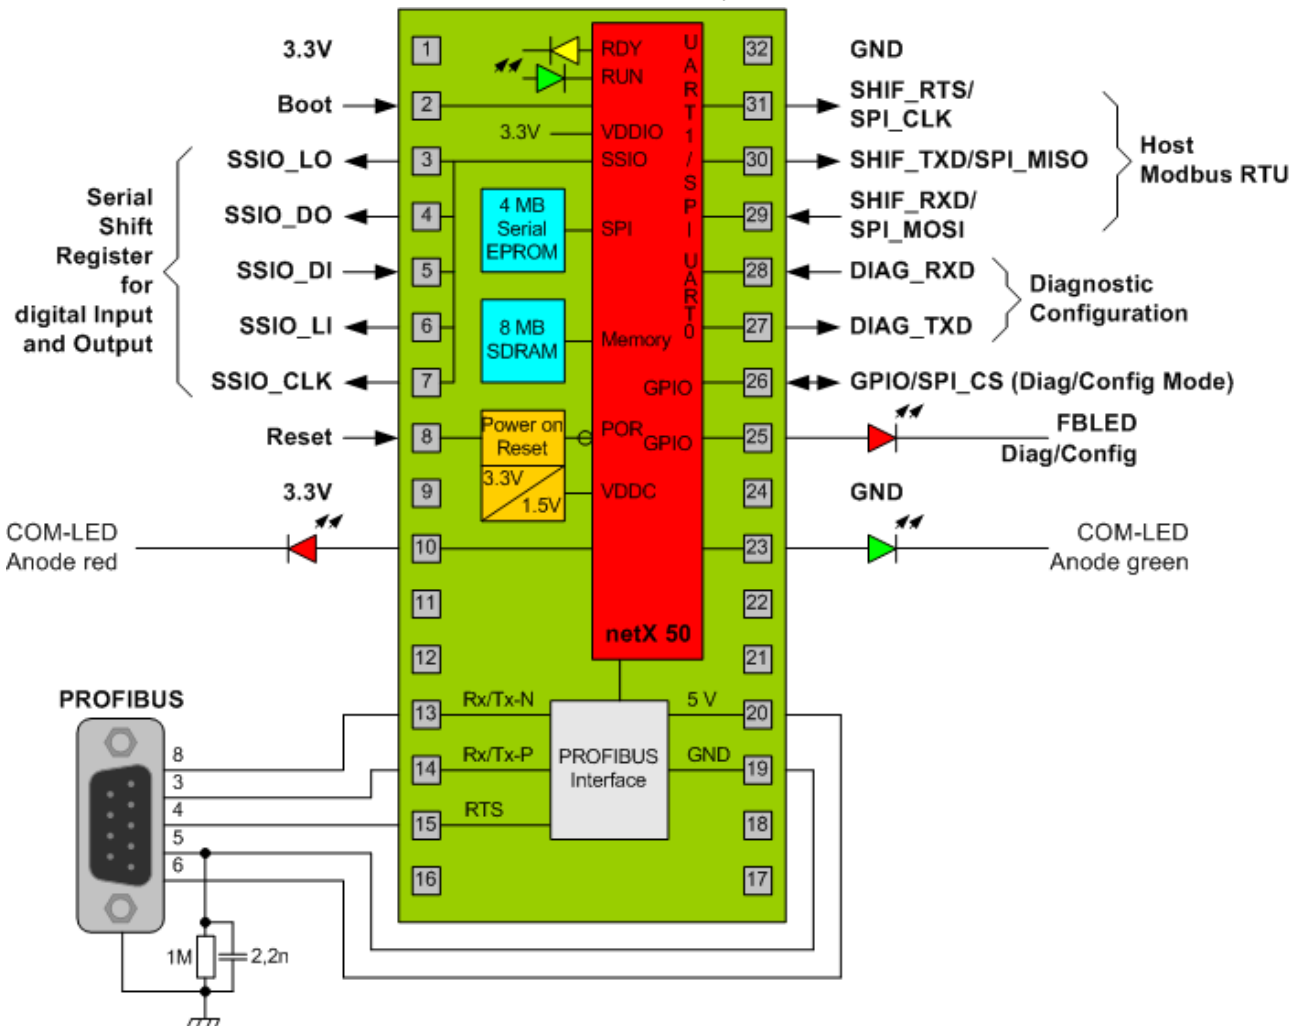 3.3V
Boot
SSIO_LO
SSIO_DO
SSIO_DI
SSIO_LI
SSIO_CLK
Serial
Shift
Register
for
digital Input
and Output
Reset
3.3V
COM-LED
Anode red
1
2
3
4
5
6
7
8
9
10
11
12
13
14
15
16
RDY
RUN
3.3V
VDDIO
SSIO
4 MB
Serial
EPROM
SPI
8 MB
SDRAM
Memory
GPIO
Power on
Reset
POR
GPIO
3.3V
1.5V
VDDC
UART1/SPI
UART0
netX 50
Rx/Tx-N
Rx/Tx-P
RTS
PROFIBUS
Interface
5 V
GND
32
31
30
29
28
27
26
25
24
23
22
21
20
19
18
17
GND
SHIF_RTS/
SPI_CLK
SHIF_TXD/SPI_MISO
SHIF_RXD/
SPI_MOSI
Host
Modbus RTU
DIAG_RXD
DIAG_TXD
Diagnostic
Configuration
GPIO/SPI_CS (Diag/Config Mode)
FBLED
Diag/Config
GND
COM-LED
Anode green
PROFIBUS
8
3
4
5
6
1M
2,2n